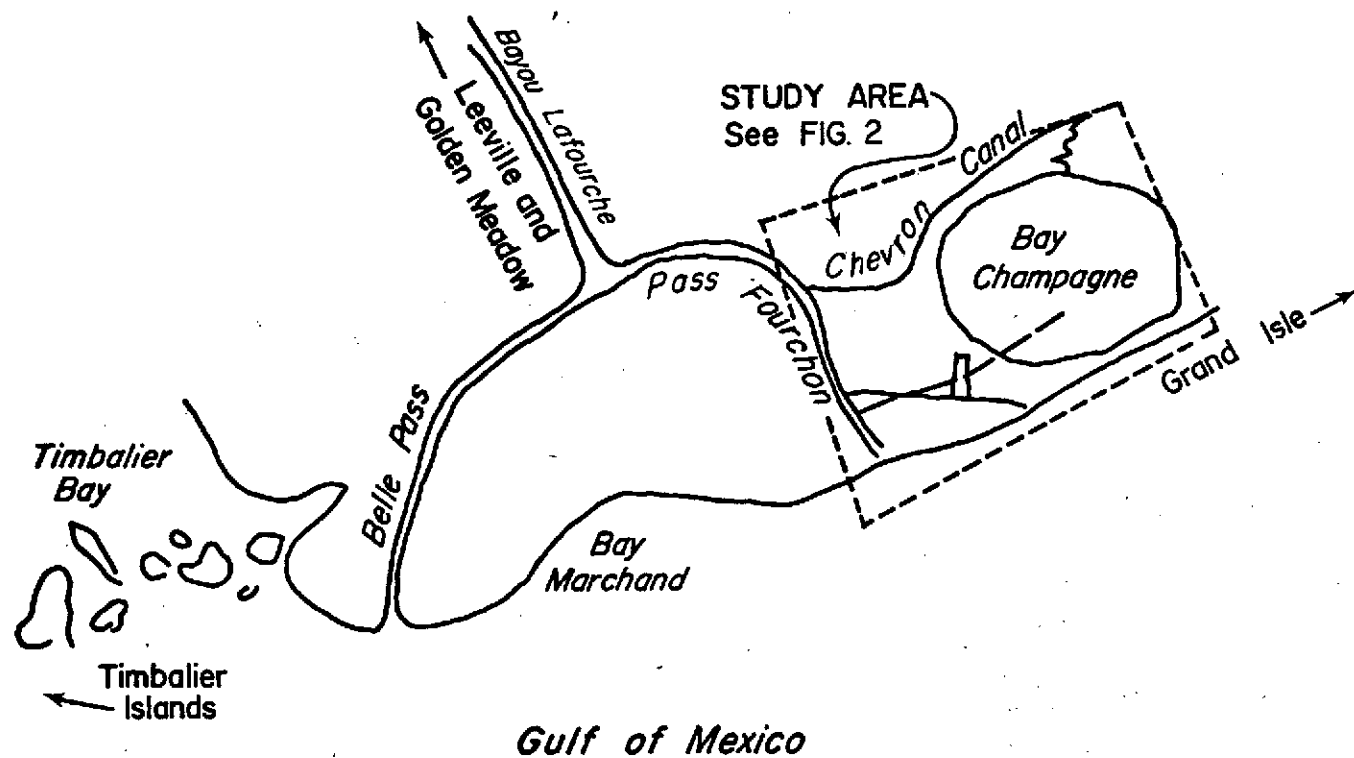 Bayou Lafourche
Leeville and
Golden Meadow
STUDY AREA
See FIG. 2
Chevron Canal
Bay
Champagne
Pass Fourchon
Grand Isle
Belle Pass
Timbalier
Bay
Bay
Marchand
Timbalier
Islands
Gulf of Mexico